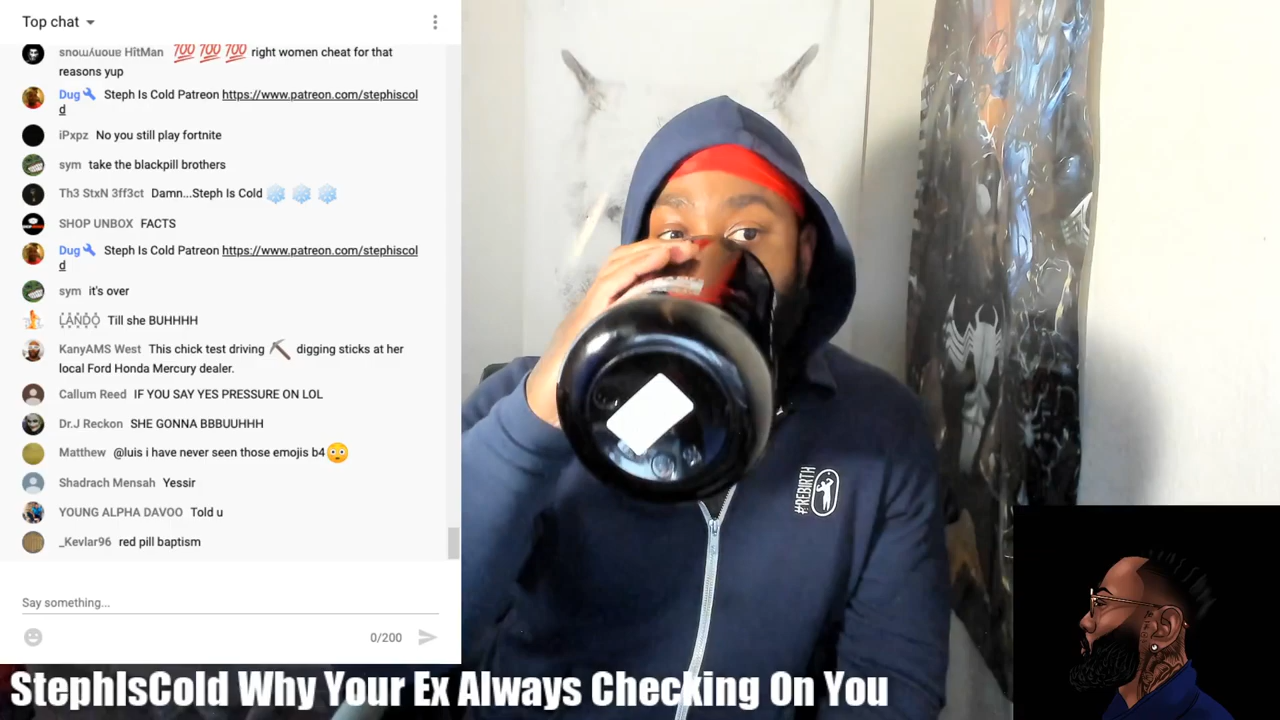 Top chat
snoʍʎuouɐ HitMan 💯 💯 💯 right women cheat for that
reasons yup
Dug Steph Is Cold Patreon https://www.patreon.com/stephiscol
d
iPxpz No you still play fortnite
sym take the blackpill brothers
Th3 StxN 3ff3ct Damn...Steph Is Cold ❄️ ❄️ ❄️
SHOP UNBOX FACTS
Dug Steph Is Cold Patreon https://www.patreon.com/stephiscol
d
sym it's over
Till she BUHHHH
KanyAMS West This chick test driving ⛏️ digging sticks at her
local Ford Honda Mercury dealer.
Callum Reed IF YOU SAY YES PRESSURE ON LOL
Dr.J Reckon SHE GONNA BBBUUHHH
Matthew @luis i have never seen those emojis b4😳
Shadrach Mensah Yessir
YOUNG ALPHA DAVOO Told u
_Kevlar96 red pill baptism
Say something...
0/200
#REBIRTH
StephIsCold Why Your Ex Always Checking On You